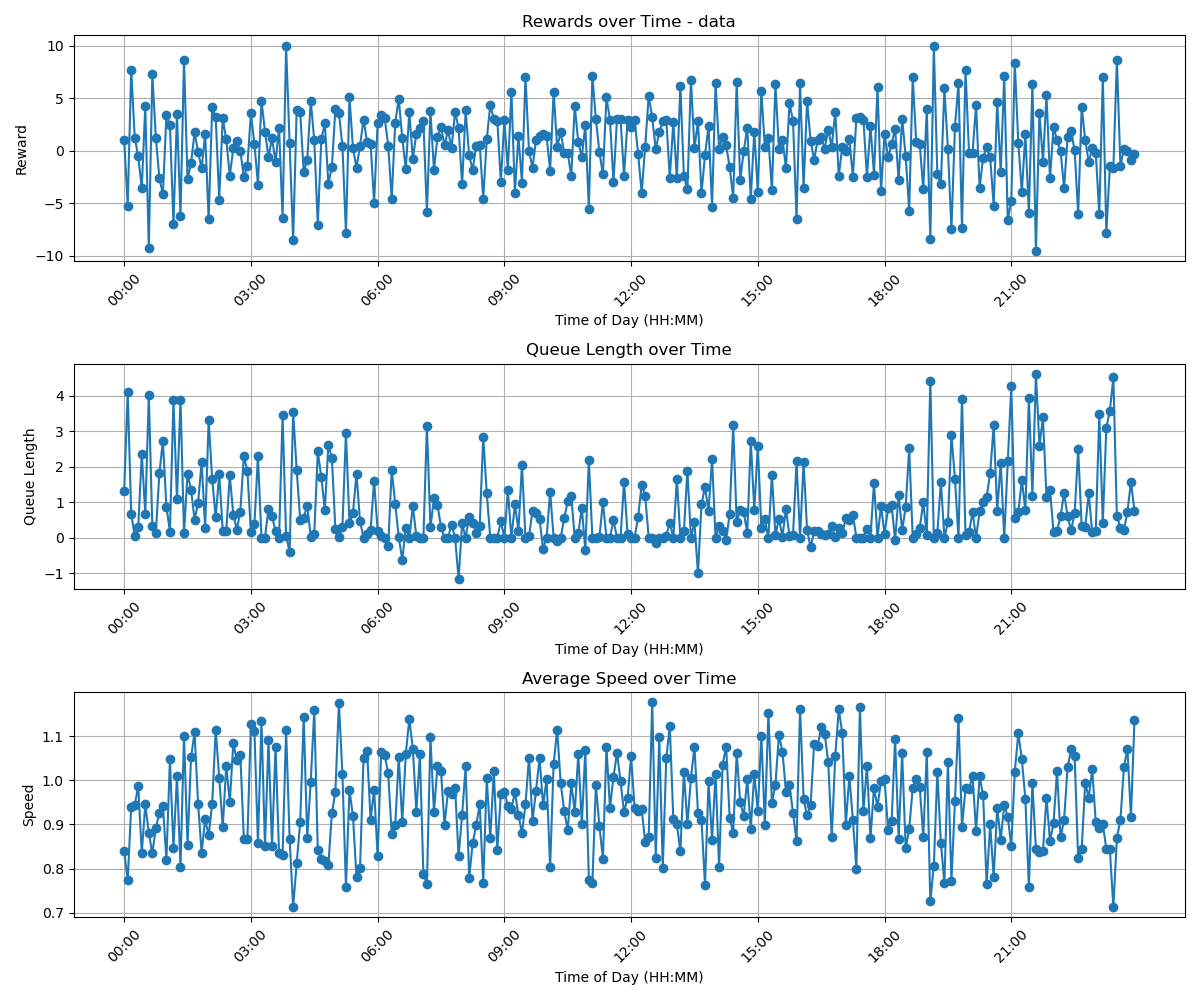 Rewards over Time - data
Reward
10
5
0
−5
−10
00:00 03:00 06:00 09:00 12:00 15:00 18:00 21:00
Time of Day (HH:MM)
Queue Length over Time
Queue Length
4
3
2
1
0
−1
00:00 03:00 06:00 09:00 12:00 15:00 18:00 21:00
Time of Day (HH:MM)
Average Speed over Time
Speed
1.1
1.0
0.9
0.8
0.7
00:00 03:00 06:00 09:00 12:00 15:00 18:00 21:00
Time of Day (HH:MM)